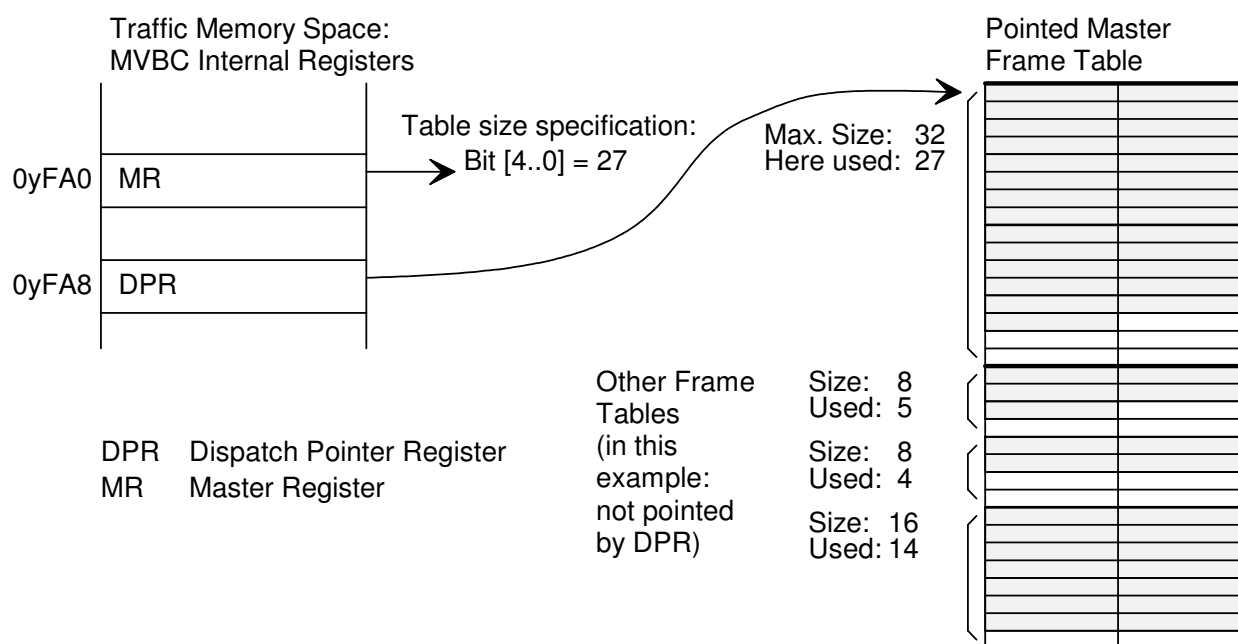 Traffic Memory Space:
MVBC Internal Registers
Pointed Master
Frame Table
Table size specification:
Bit [4..0] = 27
Max. Size: 32
Here used: 27
0yFA0 MR
0yFA8 DPR
Other Frame
Tables
(in this
example:
not pointed
by DPR)
Size: 8
Used: 5
Size: 8
Used: 4
Size: 16
Used: 14
DPR Dispatch Pointer Register
MR Master Register